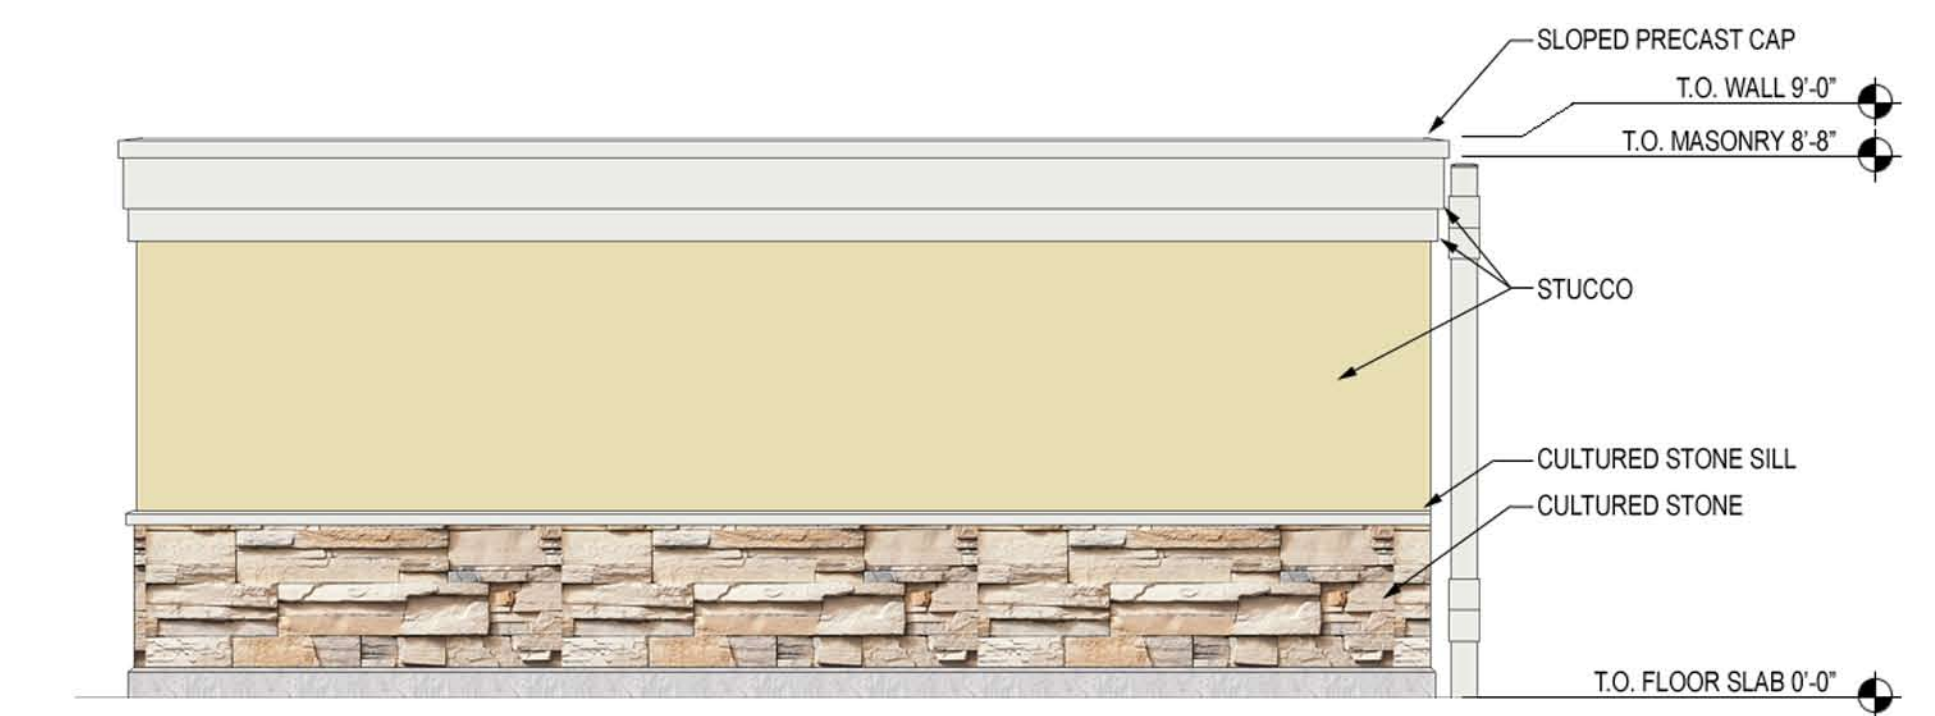 SLOPED PRECAST CAP
T.O. WALL 9'-0”
T.O. MASONRY 8'-8”
STUCCO
CULTURED STONE SILL
CULTURED STONE
T.O. FLOOR SLAB 0'-0”